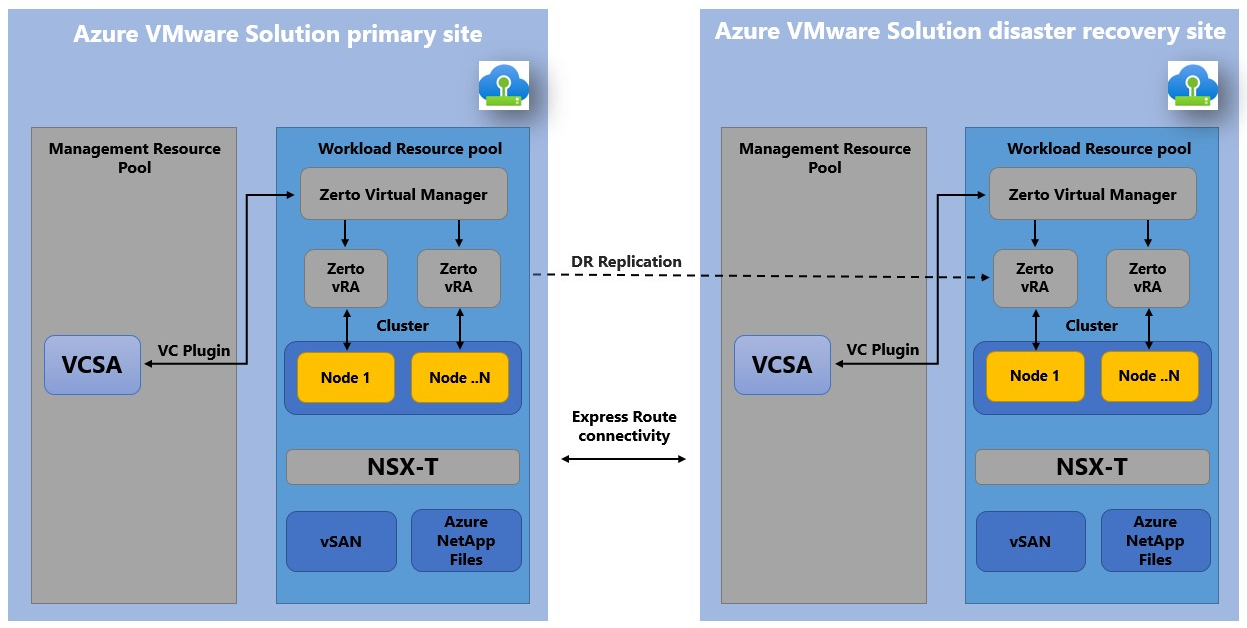 Azure VMware Solution primary site
Management Resource
Pool
Workload Resource pool
Zerto Virtual Manager
Zerto
vRA
Zerto
vRA
Cluster
VCSA
VC Plugin
Node 1
Node ..N
NSX-T
vSAN
Azure
NetApp
Files
DR Replication
Express Route
connectivity
Azure VMware Solution disaster recovery site
Management Resource
Pool
Workload Resource pool
Zerto Virtual Manager
Zerto
vRA
Zerto
vRA
Cluster
VCSA
VC Plugin
Node 1
Node ..N
NSX-T
vSAN
Azure
NetApp
Files